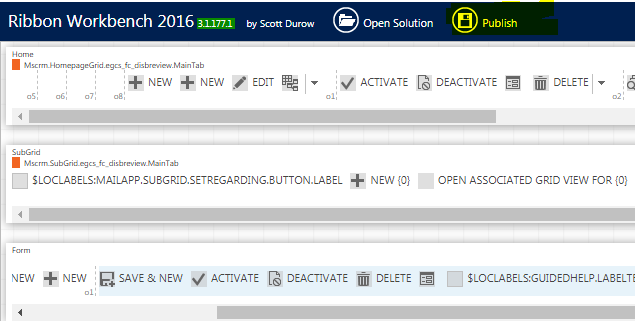 Ribbon Workbench 2016 3.1.177.1 by Scott Durow Open Solution Publish
Home
Mscrm.HomepageGrid.egcs_fc_disbreview.MainTab
NEW NEW EDIT ACTIVATE DEACTIVATE DELETE
o5 o6 o7 o8 o1 o2
SubGrid
Mscrm.SubGrid.egcs_fc_disbreview.MainTab
$LOCLABELS:MAILAPP.SUBGRID.SETREGARDING.BUTTON.LABEL NEW {0} OPEN ASSOCIATED GRID VIEW FOR {0}
Form
NEW NEW SAVE & NEW ACTIVATE DEACTIVATE DELETE $LOCLABELS:GUIDEDHELP.LABELTE
o1